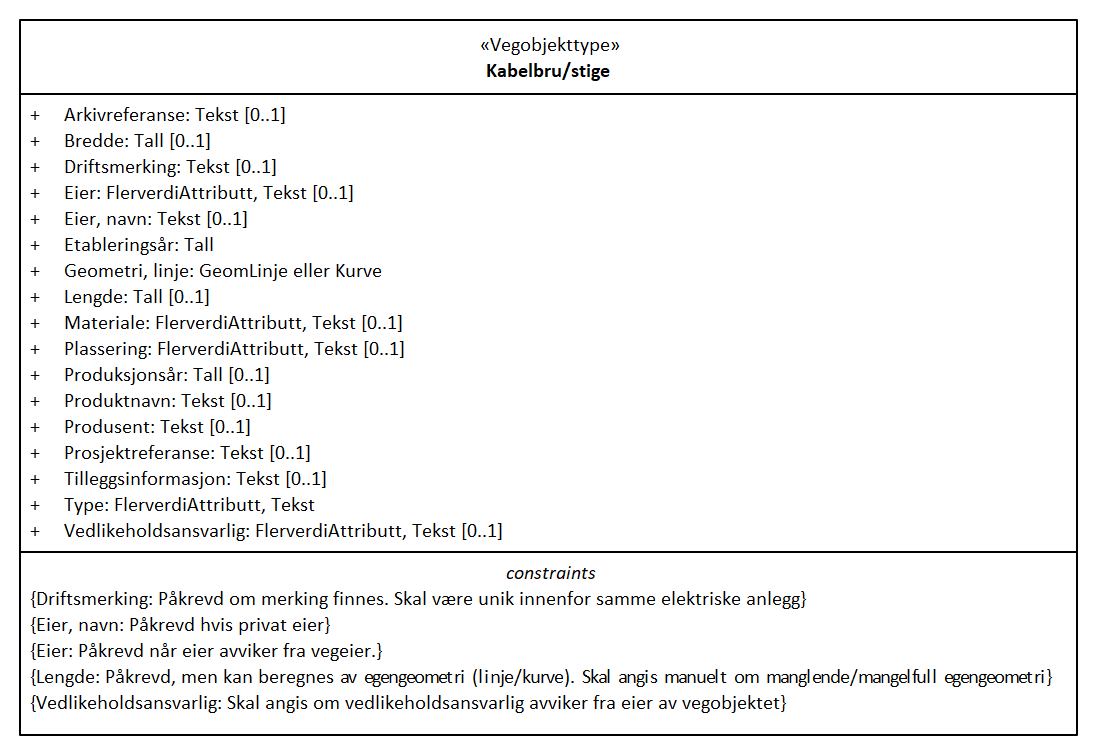 «Vegobjekttype»
Kabelbru/stige
+ Arkivreferanse: Tekst [0..1]
+ Bredde: Tall [0..1]
+ Driftsmerking: Tekst [0..1]
+ Eier: FlerverdiAttributt, Tekst [0..1]
+ Eier, navn: Tekst [0..1]
+ Etableringsår: Tall
+ Geometri, linje: GeomLinje eller Kurve
+ Lengde: Tall [0..1]
+ Materiale: FlerverdiAttributt, Tekst [0..1]
+ Plassering: FlerverdiAttributt, Tekst [0..1]
+ Produksjonsår: Tall [0..1]
+ Produktnavn: Tekst [0..1]
+ Produsent: Tekst [0..1]
+ Prosjektreferanse: Tekst [0..1]
+ Tilleggsinformasjon: Tekst [0..1]
+ Type: FlerverdiAttributt, Tekst
+ Vedlikeholdsansvarlig: FlerverdiAttributt, Tekst [0..1]
constraints
{Driftsmerking: Påkrevd om merking finnes. Skal være unik innenfor samme elektriske anlegg}
{Eier, navn: Påkrevd hvis privat eier}
{Eier: Påkrevd når eier avviker fra vegeier.}
{Lengde: Påkrevd, men kan beregnes av egengeometri (linje/kurve). Skal angis manuelt om manglende/mangelfull egengeometri}
{Vedlikeholdsansvarlig: Skal angis om vedlikeholdsansvarlig avviker fra eier av vegobjektet}